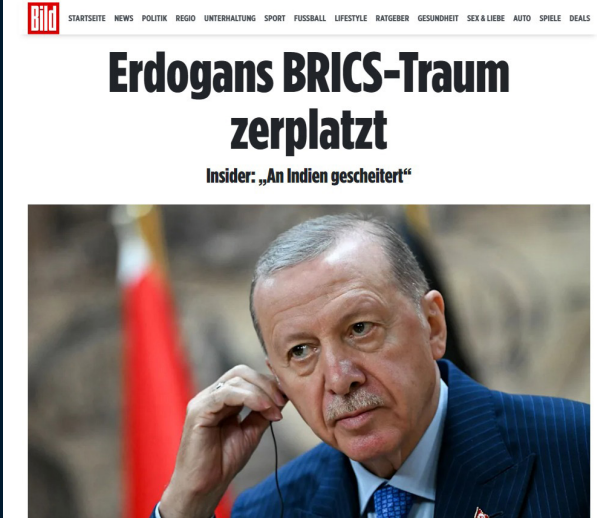 Bild STARTSEITE NEWS POLITIK REGIO UNTERHALTUNG SPORT FUSSBALL LIFESTYLE RATGEBER GESUNDHEIT SEX & LIEBE AUTO SPIELE DEALS
Erdogans BRICS-Traum
zerplatzt
Insider: „An Indien gescheitert“